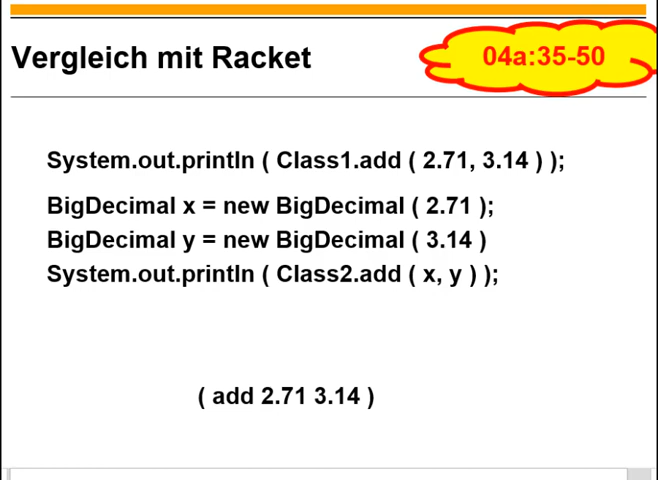 Vergleich mit Racket
04a:35-50
System.out.println ( Class1.add ( 2.71, 3.14 ) );
BigDecimal x = new BigDecimal ( 2.71 );
BigDecimal y = new BigDecimal ( 3.14 )
System.out.println ( Class2.add ( x, y ) );
( add 2.71 3.14 )